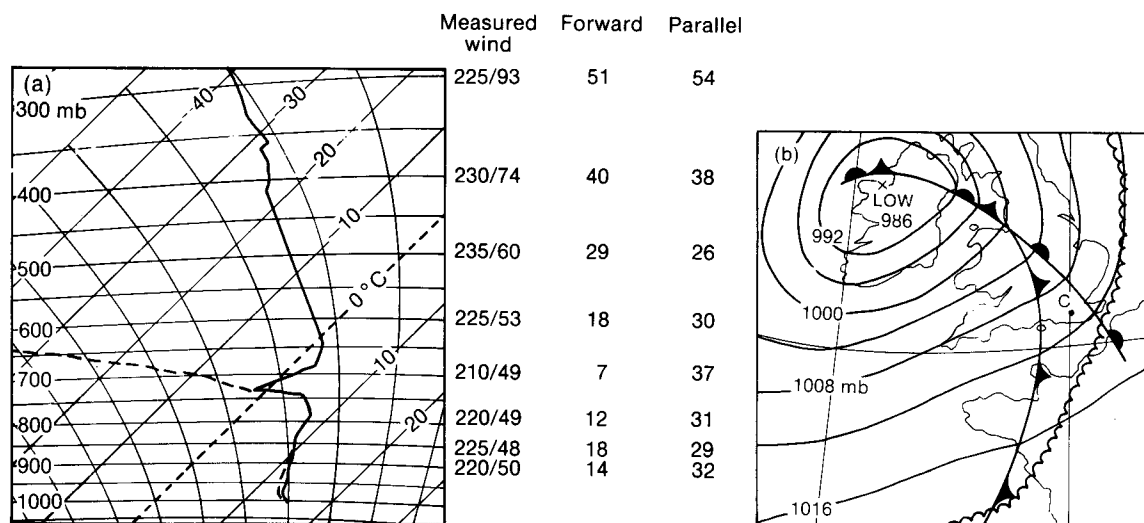 Measured wind Forward Parallel
(a)
225/93 51 54
300 mb
40 30 20 10 0 °C 10 20
230/74 40 38
400
235/60 29 26
500
225/53 18 30
600
210/49 7 37
700
220/49 12 31
800
225/48 18 29
900
220/50 14 32
1000
(b)
LOW
986
992
1000
C
1008 mb
1016